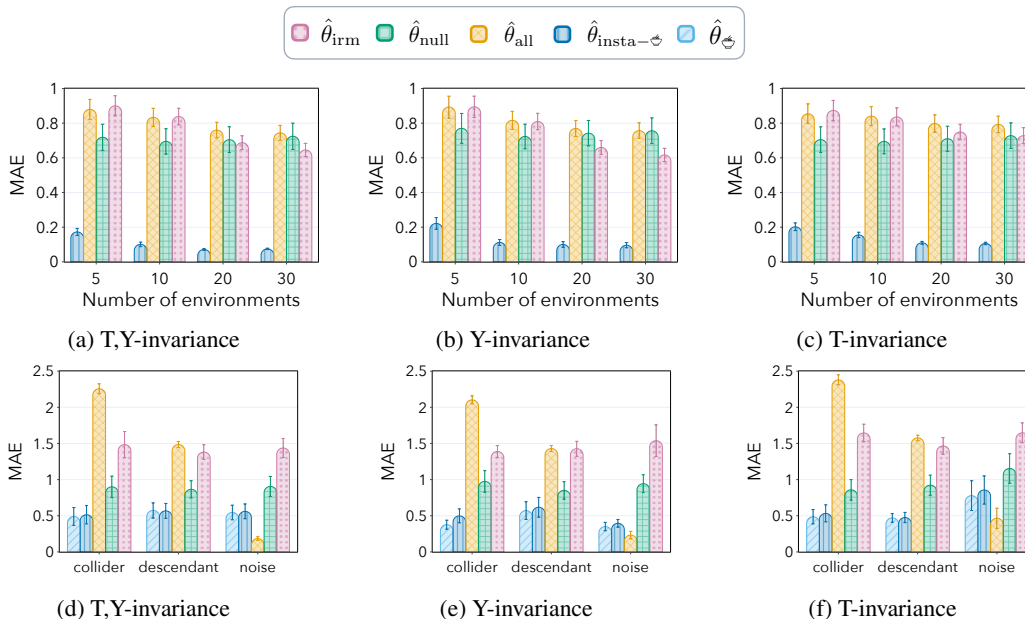 θ̂irm θ̂null θ̂all θ̂insta− θ̂
MAE
1
0.8
0.6
0.4
0.2
0
5 10 20 30
Number of environments
(a) T,Y-invariance
MAE
1
0.8
0.6
0.4
0.2
0
5 10 20 30
Number of environments
(b) Y-invariance
MAE
1
0.8
0.6
0.4
0.2
0
5 10 20 30
Number of environments
(c) T-invariance
MAE
2.5
2
1.5
1
0.5
0
collider descendant noise
(d) T,Y-invariance
MAE
2.5
2
1.5
1
0.5
0
collider descendant noise
(e) Y-invariance
MAE
2.5
2
1.5
1
0.5
0
collider descendant noise
(f) T-invariance